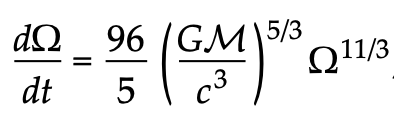 dΩ/dt = 96/5 (Gℳ/c³)^{5/3} Ω^{11/3},